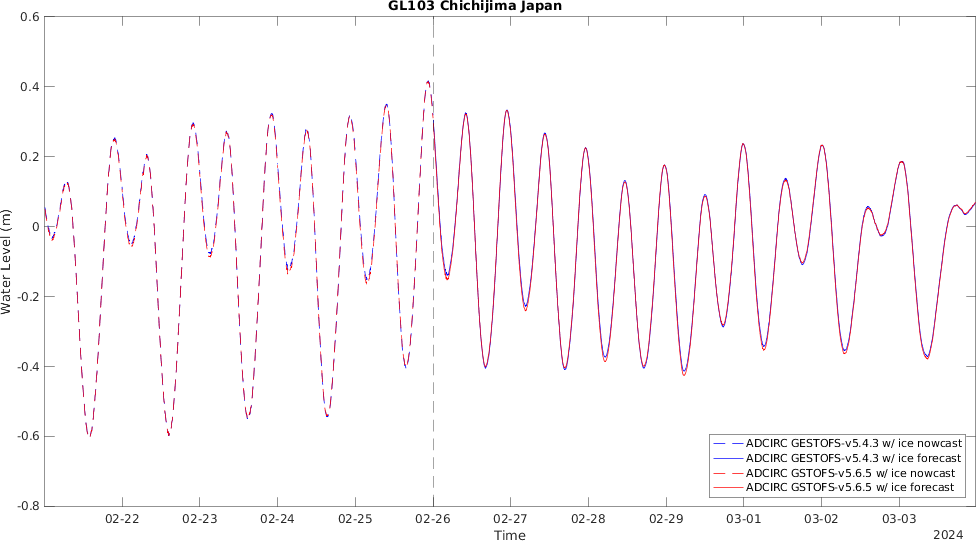 GL103 Chichijima Japan
0.6
0.4
0.2
0
-0.2
-0.4
-0.6
-0.8
Water Level (m)
ADCIRC GESTOFS-v5.4.3 w/ ice nowcast
ADCIRC GESTOFS-v5.4.3 w/ ice forecast
ADCIRC GSTOFS-v5.6.5 w/ ice nowcast
ADCIRC GSTOFS-v5.6.5 w/ ice forecast
02-22 02-23 02-24 02-25 02-26 02-27 02-28 02-29 03-01 03-02 03-03
Time
2024